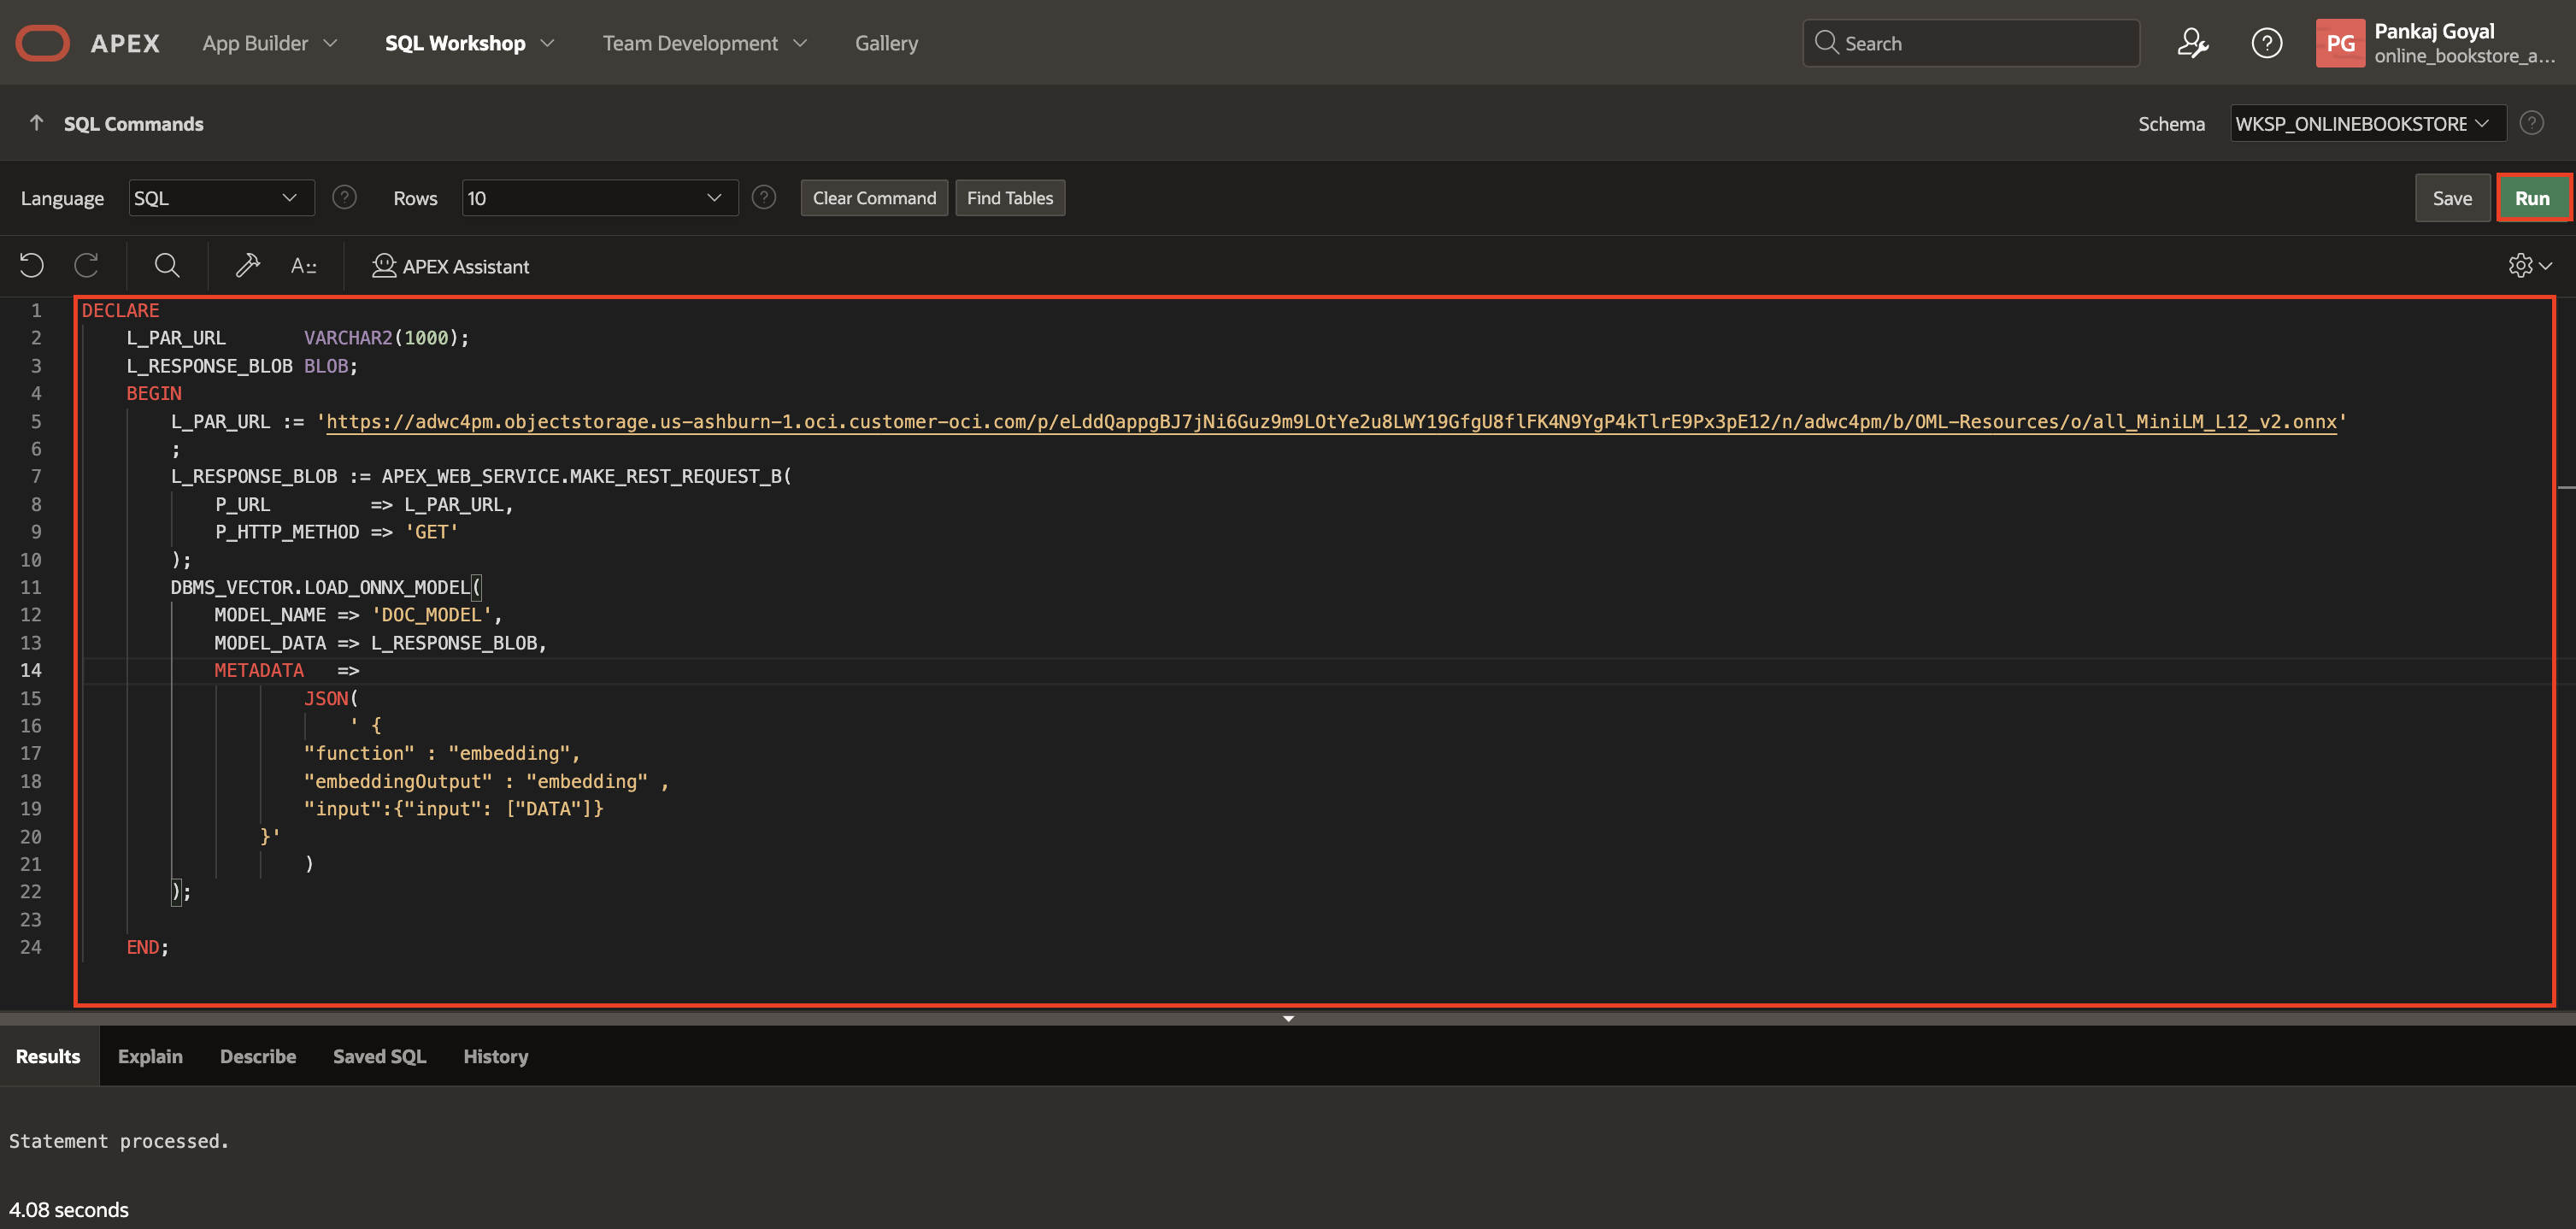 APEX App Builder SQL Workshop Team Development Gallery Search PG Pankaj Goyal
online_bookstore_a...
SQL Commands Schema WKSP_ONLINEBOOKSTORE
Language SQL Rows 10 Clear Command Find Tables Save Run
A:: APEX Assistant
1 DECLARE
2 L_PAR_URL VARCHAR2(1000);
3 L_RESPONSE_BLOB BLOB;
4 BEGIN
5 L_PAR_URL := 'https://adwc4pm.objectstorage.us-ashburn-1.oci.customer-oci.com/p/eLddQappgBJ7jNi6Guz9m9LOtYe2u8LWY19GfgU8flFK4N9YgP4kTlrE9Px3pE12/n/adwc4pm/b/OML-Resources/o/all_MiniLM_L12_v2.onnx'
6 ;
7 L_RESPONSE_BLOB := APEX_WEB_SERVICE.MAKE_REST_REQUEST_B(
8 P_URL => L_PAR_URL,
9 P_HTTP_METHOD => 'GET'
10 );
11 DBMS_VECTOR.LOAD_ONNX_MODEL(
12 MODEL_NAME => 'DOC_MODEL',
13 MODEL_DATA => L_RESPONSE_BLOB,
14 METADATA =>
15 JSON(
16 ' {
17 "function" : "embedding",
18 "embeddingOutput" : "embedding" ,
19 "input":{"input": ["DATA"]}
20 }'
21 )
22 );
23
24 END;
Results Explain Describe Saved SQL History
Statement processed.
4.08 seconds